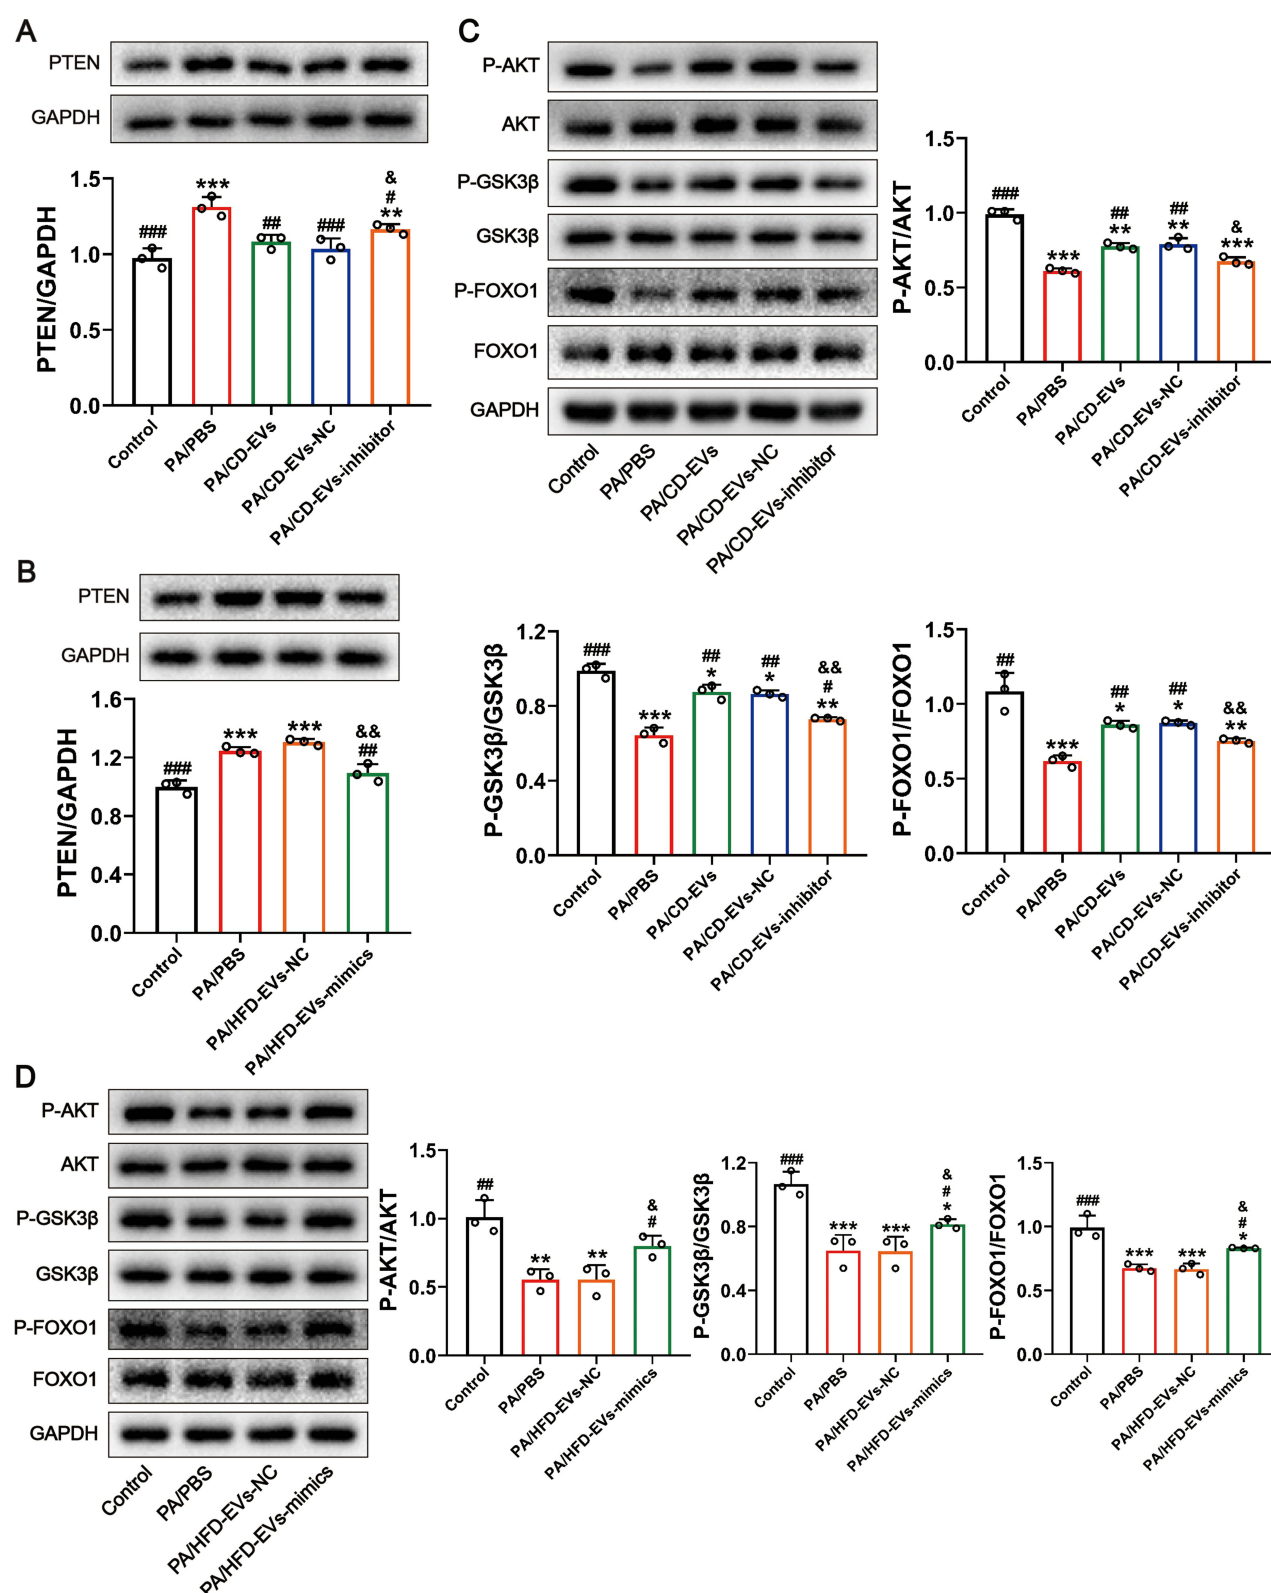 A
PTEN
GAPDH
PTEN/GAPDH
1.5
1.0
0.5
0.0
###
***
##
###
&
#
**
Control
PA/PBS
PA/CD-EVs
PA/CD-EVs-NC
PA/CD-EVs-inhibitor
C
P-AKT
AKT
P-GSK3β
GSK3β
P-FOXO1
FOXO1
GAPDH
Control
PA/PBS
PA/CD-EVs
PA/CD-EVs-NC
PA/CD-EVs-inhibitor
P-AKT/AKT
1.5
1.0
0.5
0.0
###
***
##
**
##
**
&
***
Control
PA/PBS
PA/CD-EVs
PA/CD-EVs-NC
PA/CD-EVs-inhibitor
B
PTEN
GAPDH
PTEN/GAPDH
1.6
1.2
0.8
0.4
0.0
###
***
***
&&
##
Control
PA/PBS
PA/HFD-EVs-NC
PA/HFD-EVs-mimics
P-GSK3β/GSK3β
1.2
0.8
0.4
0.0
###
***
##
*
##
*
&&
#
**
Control
PA/PBS
PA/CD-EVs
PA/CD-EVs-NC
PA/CD-EVs-inhibitor
P-FOXO1/FOXO1
1.5
1.0
0.5
0.0
##
***
##
*
##
*
&&
**
Control
PA/PBS
PA/CD-EVs
PA/CD-EVs-NC
PA/CD-EVs-inhibitor
D
P-AKT
AKT
P-GSK3β
GSK3β
P-FOXO1
FOXO1
GAPDH
Control
PA/PBS
PA/HFD-EVs-NC
PA/HFD-EVs-mimics
P-AKT/AKT
1.5
1.0
0.5
0.0
##
**
**
&
#
Control
PA/PBS
PA/HFD-EVs-NC
PA/HFD-EVs-mimics
P-GSK3β/GSK3β
1.2
0.8
0.4
0.0
###
***
***
&
#
*
Control
PA/PBS
PA/HFD-EVs-NC
PA/HFD-EVs-mimics
P-FOXO1/FOXO1
1.5
1.0
0.5
0.0
###
***
***
&
#
*
Control
PA/PBS
PA/HFD-EVs-NC
PA/HFD-EVs-mimics